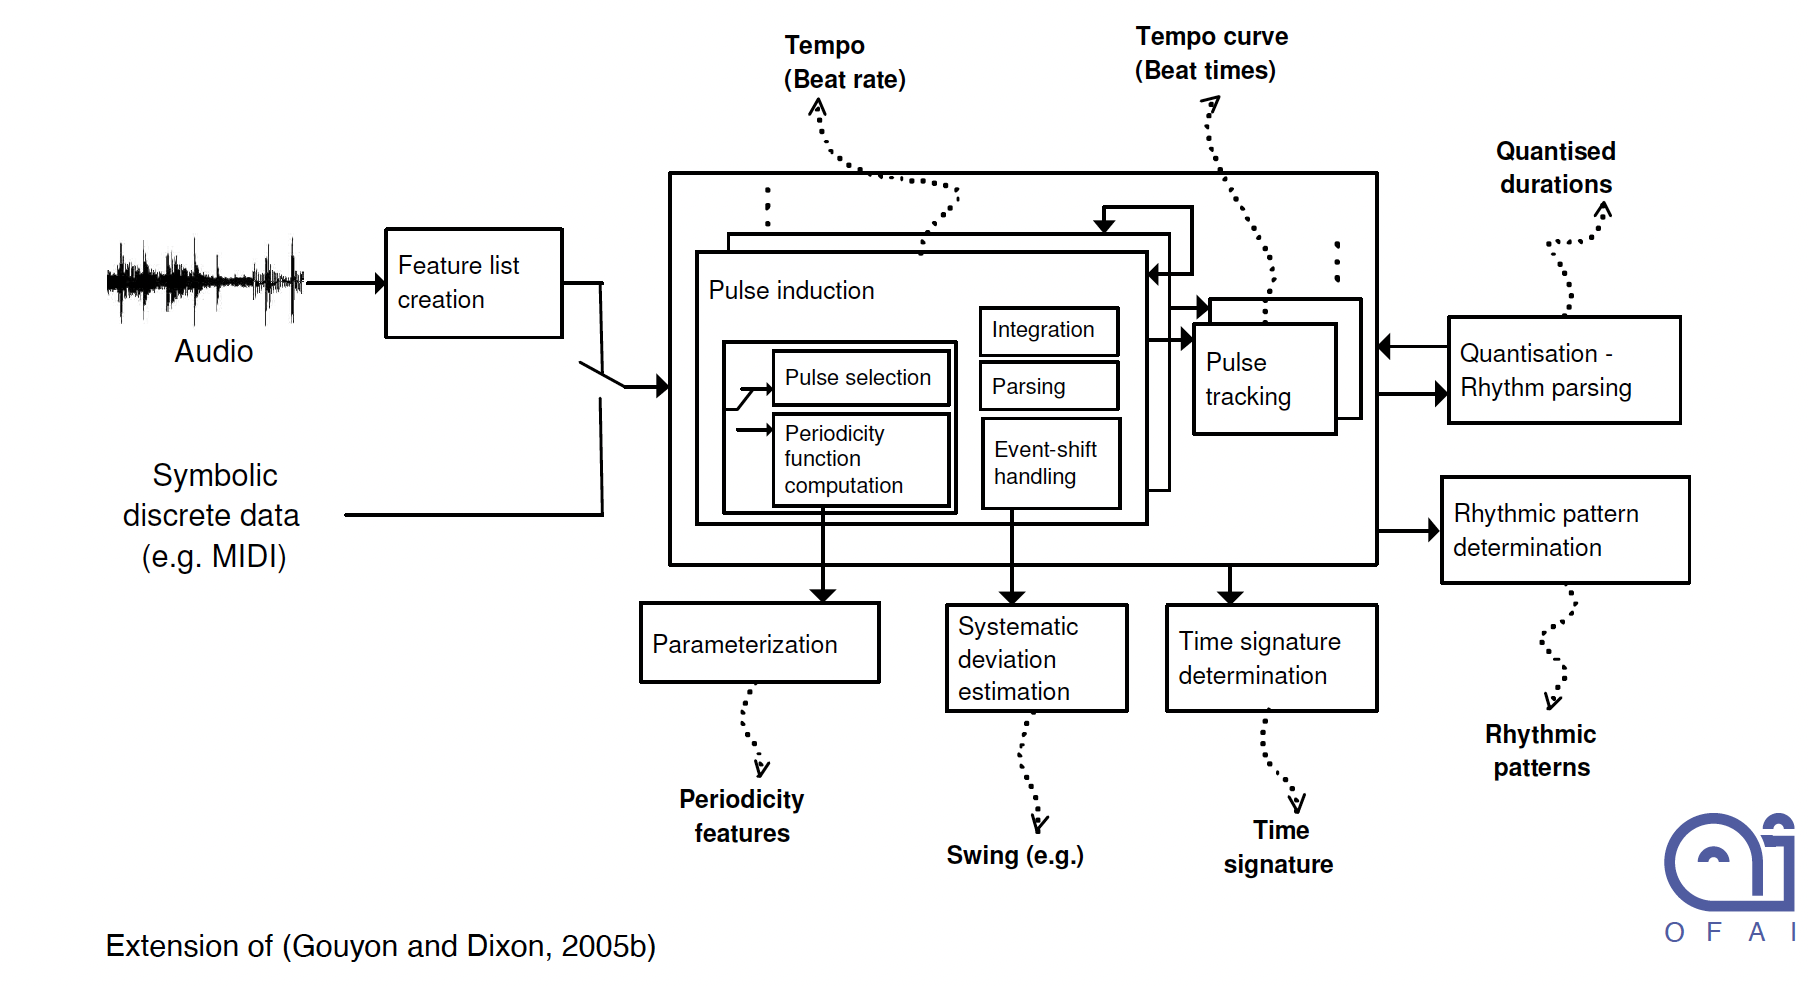 Tempo
(Beat rate)
Tempo curve
(Beat times)
Quantised
durations
Audio
Feature list
creation
Pulse induction
Pulse selection
Periodicity
function
computation
Integration
Parsing
Event-shift
handling
Pulse
tracking
Quantisation -
Rhythm parsing
Symbolic
discrete data
(e.g. MIDI)
Rhythmic pattern
determination
Parameterization
Systematic
deviation
estimation
Time signature
determination
Periodicity
features
Swing (e.g.)
Time
signature
Rhythmic
patterns
OFAI
Extension of (Gouyon and Dixon, 2005b)